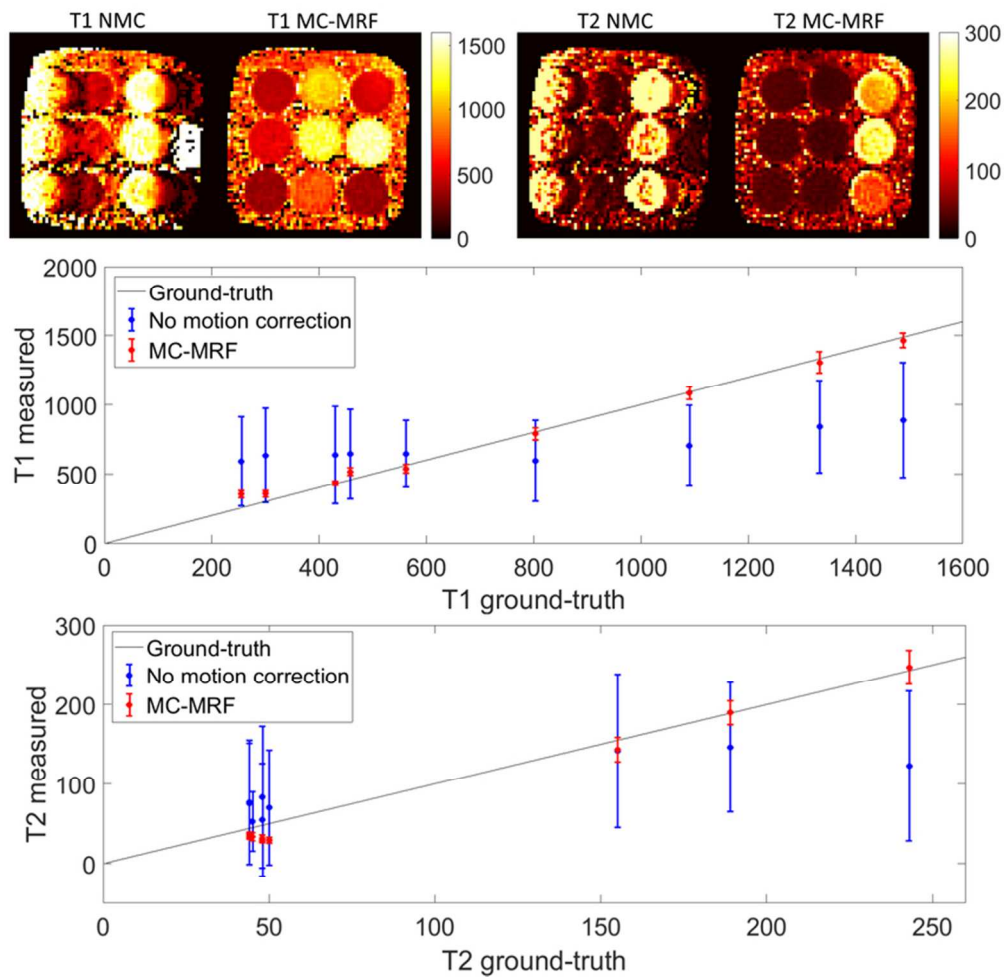 T1 NMC T1 MC-MRF T2 NMC T2 MC-MRF
1500
1000
500
0
300
200
100
0
2000
1500
1000
500
0
T1 measured
Ground-truth
No motion correction
MC-MRF
0 200 400 600 800 1000 1200 1400 1600
T1 ground-truth
300
200
100
0
T2 measured
Ground-truth
No motion correction
MC-MRF
0 50 100 150 200 250
T2 ground-truth